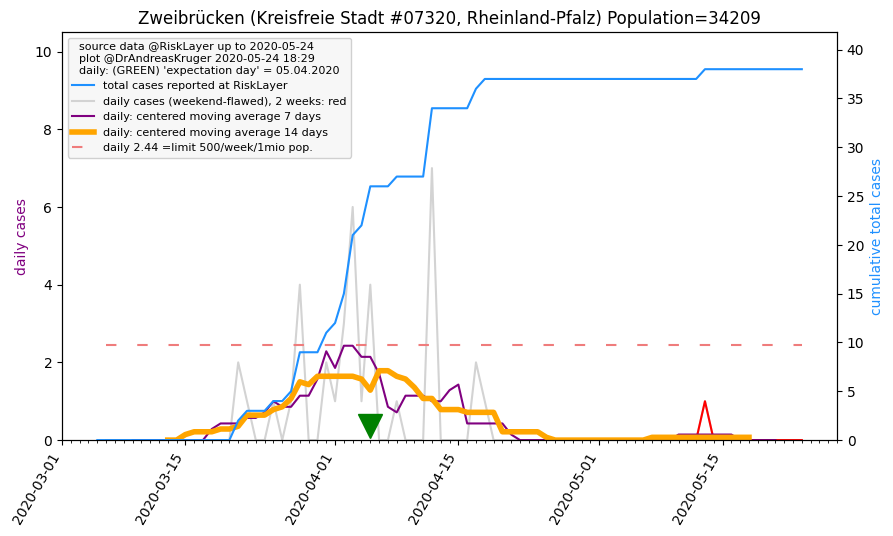 Zweibrücken (Kreisfreie Stadt #07320, Rheinland-Pfalz) Population=34209
source data @RiskLayer up to 2020-05-24
plot @DrAndreasKruger 2020-05-24 18:29
daily: (GREEN) 'expectation day' = 05.04.2020
total cases reported at RiskLayer
daily cases (weekend-flawed), 2 weeks: red
daily: centered moving average 7 days
daily: centered moving average 14 days
daily 2.44 =limit 500/week/1mio pop.
daily cases
10
8
6
4
2
0
cumulative total cases
40
35
30
25
20
15
10
5
0
2020-03-01
2020-03-15
2020-04-01
2020-04-15
2020-05-01
2020-05-15